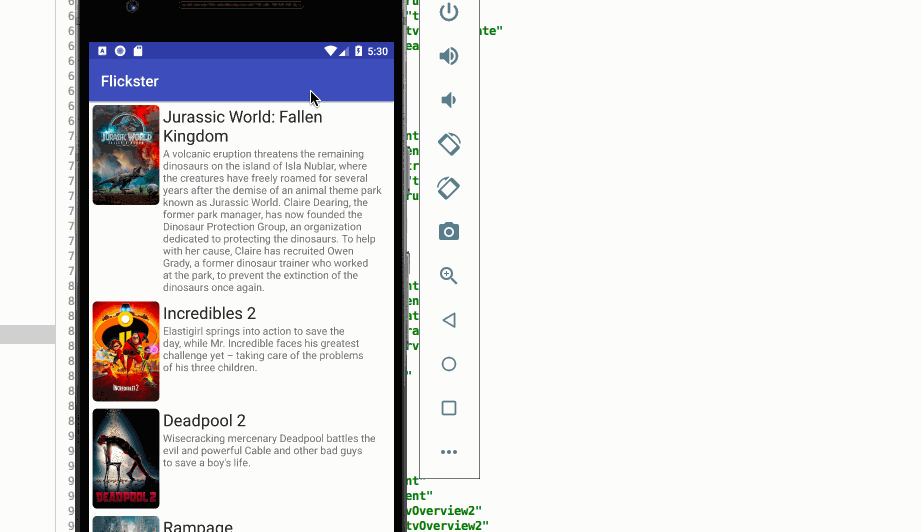 5:30
Flickster
Jurassic World: Fallen
Kingdom
A volcanic eruption threatens the remaining
dinosaurs on the island of Isla Nublar, where
the creatures have freely roamed for several
years after the demise of an animal theme park
known as Jurassic World. Claire Dearing, the
former park manager, has now founded the
Dinosaur Protection Group, an organization
dedicated to protecting the dinosaurs. To help
with her cause, Claire has recruited Owen
Grady, a former dinosaur trainer who worked
at the park, to prevent the extinction of the
dinosaurs once again.
JURASSIC WORLD
Incredibles 2
Elastigirl springs into action to save the
day, while Mr. Incredible faces his greatest
challenge yet – taking care of the problems
of his three children.
INCREDIBLES 2
Deadpool 2
Wisecracking mercenary Deadpool battles the
evil and powerful Cable and other bad guys
to save a boy's life.
DEADPOOL 2
Rampage
ent"
vOverview2"
tvOverview2"